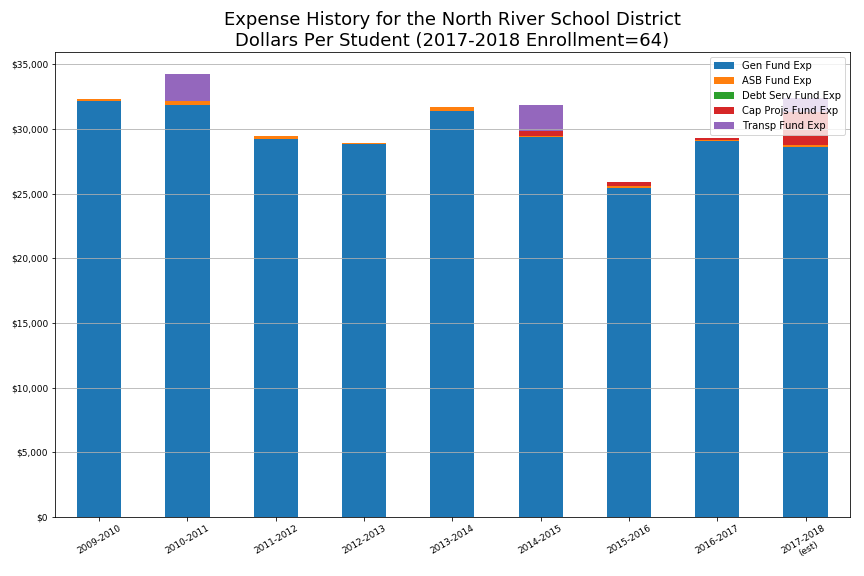 Expense History for the North River School District
Dollars Per Student (2017-2018 Enrollment=64)
$35,000
$30,000
$25,000
$20,000
$15,000
$10,000
$5,000
$0
Gen Fund Exp
ASB Fund Exp
Debt Serv Fund Exp
Cap Projs Fund Exp
Transp Fund Exp
2009-2010
2010-2011
2011-2012
2012-2013
2013-2014
2014-2015
2015-2016
2016-2017
2017-2018
(est)